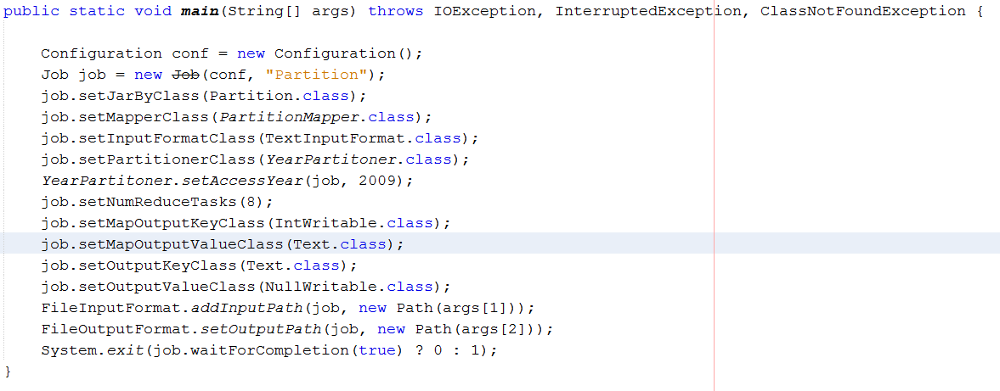 public static void main(String[] args) throws IOException, InterruptedException, ClassNotFoundException {
Configuration conf = new Configuration();
Job job = new Job(conf, "Partition");
job.setJarByClass(Partition.class);
job.setMapperClass(PartitionMapper.class);
job.setInputFormatClass(TextInputFormat.class);
job.setPartitionerClass(YearPartitoner.class);
YearPartitoner.setAccessYear(job, 2009);
job.setNumReduceTasks(8);
job.setMapOutputKeyClass(IntWritable.class);
job.setMapOutputValueClass(Text.class);
job.setOutputKeyClass(Text.class);
job.setOutputValueClass(NullWritable.class);
FileInputFormat.addInputPath(job, new Path(args[1]));
FileOutputFormat.setOutputPath(job, new Path(args[2]));
System.exit(job.waitForCompletion(true) ? 0 : 1);
}